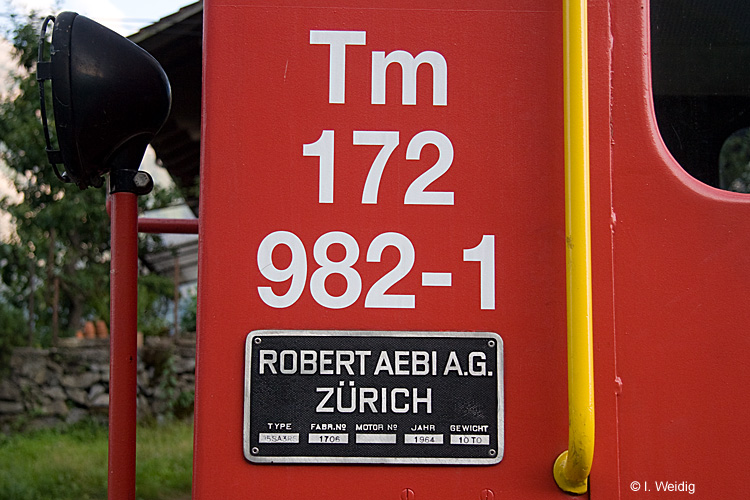 Tm
172
982-1
ROBERT AEBI A.G.
ZÜRICH
TYPE FABR.Nº MOTOR Nº JAHR GEWICHT
1706 1964 10 TO
© I. Weidig